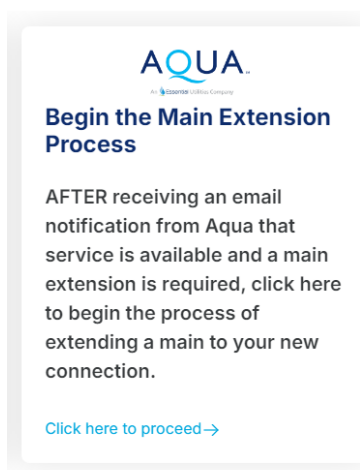 AQUA
An Essential Utilities Company
Begin the Main Extension
Process
AFTER receiving an email
notification from Aqua that
service is available and a main
extension is required, click here
to begin the process of
extending a main to your new
connection.
Click here to proceed→